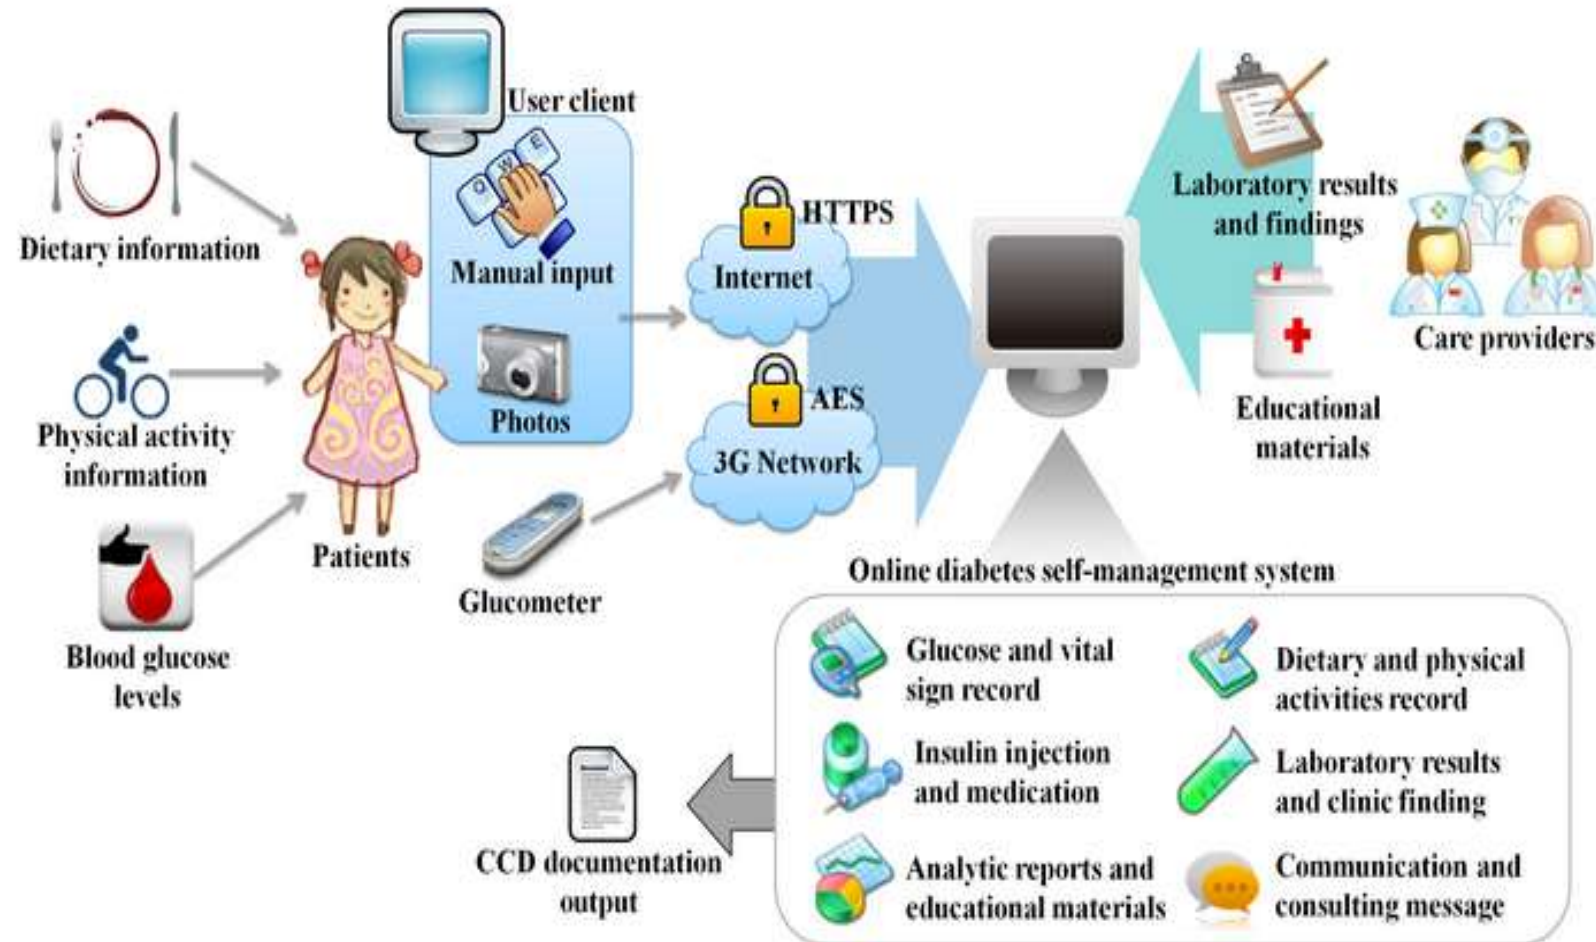 User client
Dietary information
Manual input
Photos
Physical activity
information
Blood glucose
levels
Patients
Glucometer
HTTPS
Internet
AES
3G Network
Laboratory results
and findings
Educational
materials
Care providers
Online diabetes self-management system
Glucose and vital
sign record
Dietary and physical
activities record
Insulin injection
and medication
Laboratory results
and clinic finding
Analytic reports and
educational materials
Communication and
consulting message
CCD documentation
output
Q W E